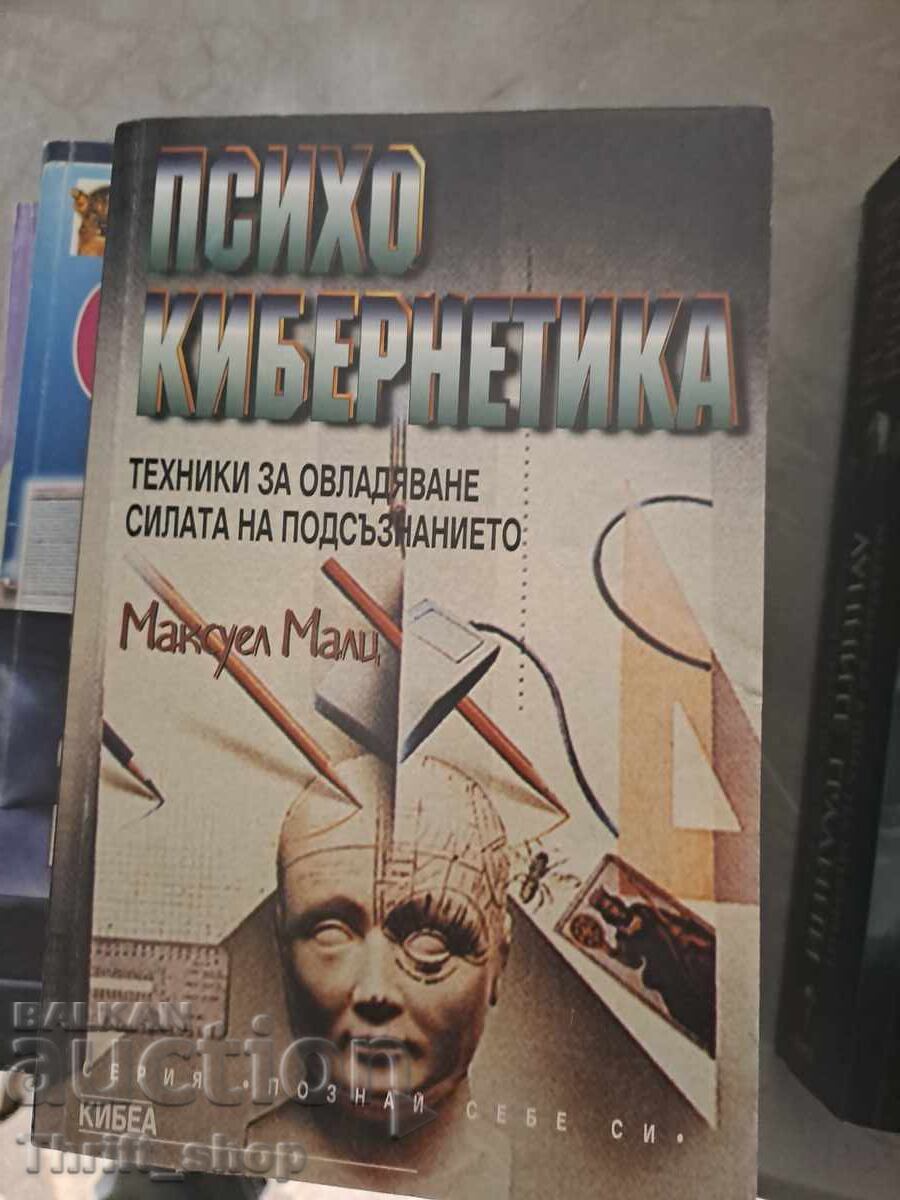 ПСИХО
КИБЕРНЕТИКА
ТЕХНИКИ ЗА ОВЛАДЯВАНЕ
СИЛАТА НА ПОДСЪЗНАНИЕТО
Максуел Малц
СЕРИЯ • ПОЗНАЙ СЕБЕ СИ •
КИБЕА
BALKAN
auction
Thrift_shop